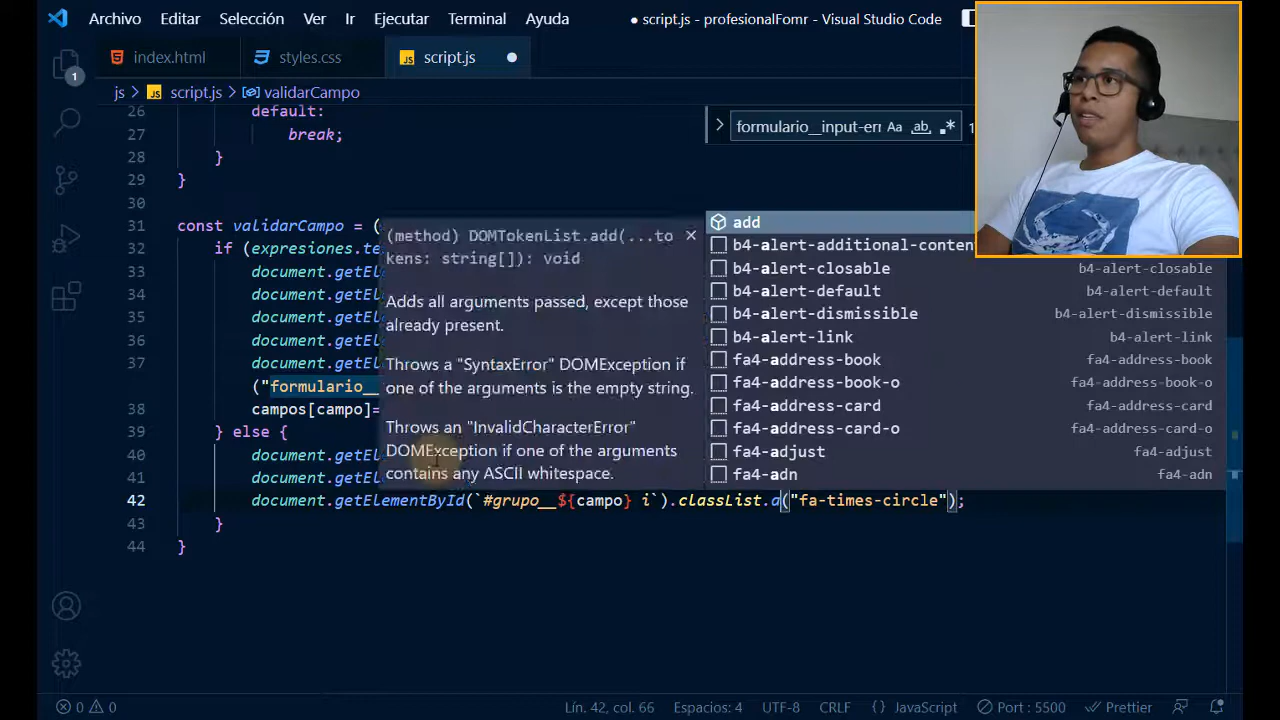 Archivo Editar Selección Ver Ir Ejecutar Terminal Ayuda ● script.js - profesionalFomr - Visual Studio Code
index.html styles.css JS script.js ●
js > JS script.js > validarCampo
1
formulario__input-err Aa ab .* 1
26 default:
27 break;
28 }
29 }
30
31 const validarCampo = (
32 if (expresiones.te
33 document.getEl
34 document.getEl
35 document.getEl
36 document.getEl
37 document.getEl
("formulario__
38 campos[campo]=
39 } else {
40 document.getEl
41 document.getEl
42 document.getElementById(`#grupo__${campo} i`).classList.a("fa-times-circle");
43 }
44 }
(method) DOMTokenList.add(...to
kens: string[]): void
Adds all arguments passed, except those
already present.
Throws a "SyntaxError" DOMException if
one of the arguments is the empty string.
Throws an "InvalidCharacterError"
DOMException if one of the arguments
contains any ASCII whitespace.
add
b4-alert-additional-conten
b4-alert-closable b4-alert-closable
b4-alert-default b4-alert-default
b4-alert-dismissible b4-alert-dismissible
b4-alert-link b4-alert-link
fa4-address-book fa4-address-book
fa4-address-book-o fa4-address-book-o
fa4-address-card fa4-address-card
fa4-address-card-o fa4-address-card-o
fa4-adjust fa4-adjust
fa4-adn fa4-adn
0 0 Lín. 42, col. 66 Espacios: 4 UTF-8 CRLF {} JavaScript Port : 5500 Prettier